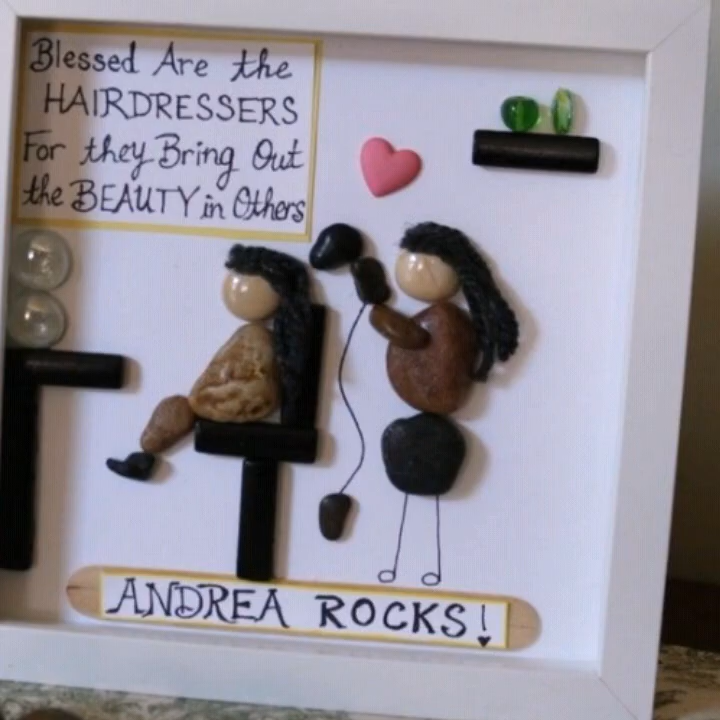 Blessed Are the
HAIRDRESSERS
For they Bring Out
the BEAUTY in Others
ANDREA ROCKS!